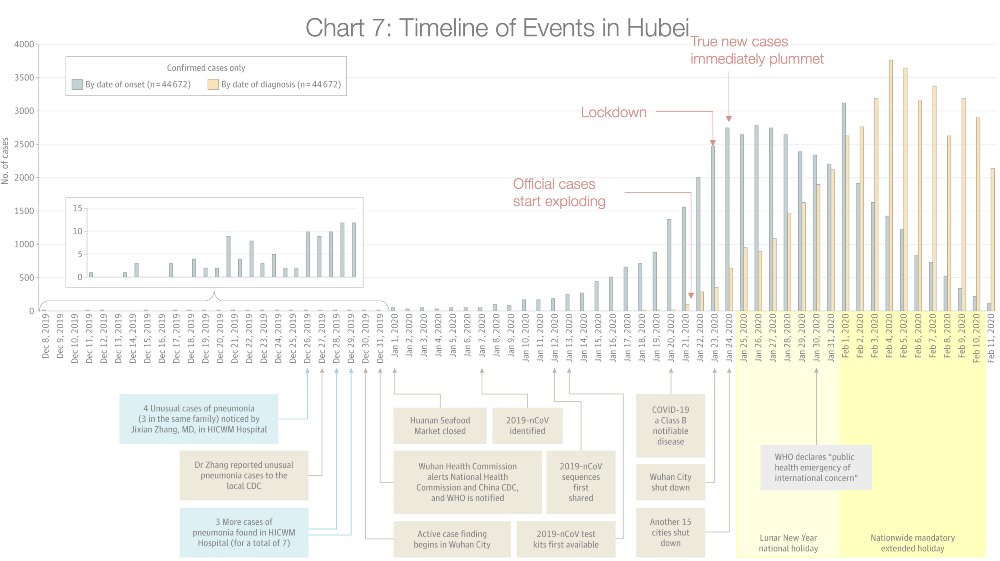 Chart 7: Timeline of Events in Hubei
True new cases
immediately plummet
Lockdown
Official cases
start exploding
Confirmed cases only
By date of onset (n=44672)
By date of diagnosis (n=44672)
No. of cases
4000
3500
3000
2500
2000
1500
1000
500
0
15
10
5
0
Dec 8, 2019
Dec 9, 2019
Dec 10, 2019
Dec 11, 2019
Dec 12, 2019
Dec 13, 2019
Dec 14, 2019
Dec 15, 2019
Dec 16, 2019
Dec 17, 2019
Dec 18, 2019
Dec 19, 2019
Dec 20, 2019
Dec 21, 2019
Dec 22, 2019
Dec 23, 2019
Dec 24, 2019
Dec 25, 2019
Dec 26, 2019
Dec 27, 2019
Dec 28, 2019
Dec 29, 2019
Dec 30, 2019
Dec 31, 2019
Jan 1, 2020
Jan 2, 2020
Jan 3, 2020
Jan 4, 2020
Jan 5, 2020
Jan 6, 2020
Jan 7, 2020
Jan 8, 2020
Jan 9, 2020
Jan 10, 2020
Jan 11, 2020
Jan 12, 2020
Jan 13, 2020
Jan 14, 2020
Jan 15, 2020
Jan 16, 2020
Jan 17, 2020
Jan 18, 2020
Jan 19, 2020
Jan 20, 2020
Jan 21, 2020
Jan 22, 2020
Jan 23, 2020
Jan 24, 2020
Jan 25, 2020
Jan 26, 2020
Jan 27, 2020
Jan 28, 2020
Jan 29, 2020
Jan 30, 2020
Jan 31, 2020
Feb 1, 2020
Feb 2, 2020
Feb 3, 2020
Feb 4, 2020
Feb 5, 2020
Feb 6, 2020
Feb 7, 2020
Feb 8, 2020
Feb 9, 2020
Feb 10, 2020
Feb 11, 2020
4 Unusual cases of pneumonia
(3 in the same family) noticed by
Jixian Zhang, MD, in HICWM Hospital
Dr Zhang reported unusual
pneumonia cases to the
local CDC
3 More cases of
pneumonia found in HICWM
Hospital (for a total of 7)
Huanan Seafood
Market closed
2019-nCoV
identified
Wuhan Health Commission
alerts National Health
Commission and China CDC,
and WHO is notified
2019-nCoV
sequences
first
shared
Active case finding
begins in Wuhan City
2019-nCoV test
kits first available
COVID-19
a Class B
notifiable
disease
Wuhan City
shut down
Another 15
cities shut
down
WHO declares "public
health emergency of
international concern"
Lunar New Year
national holiday
Nationwide mandatory
extended holiday